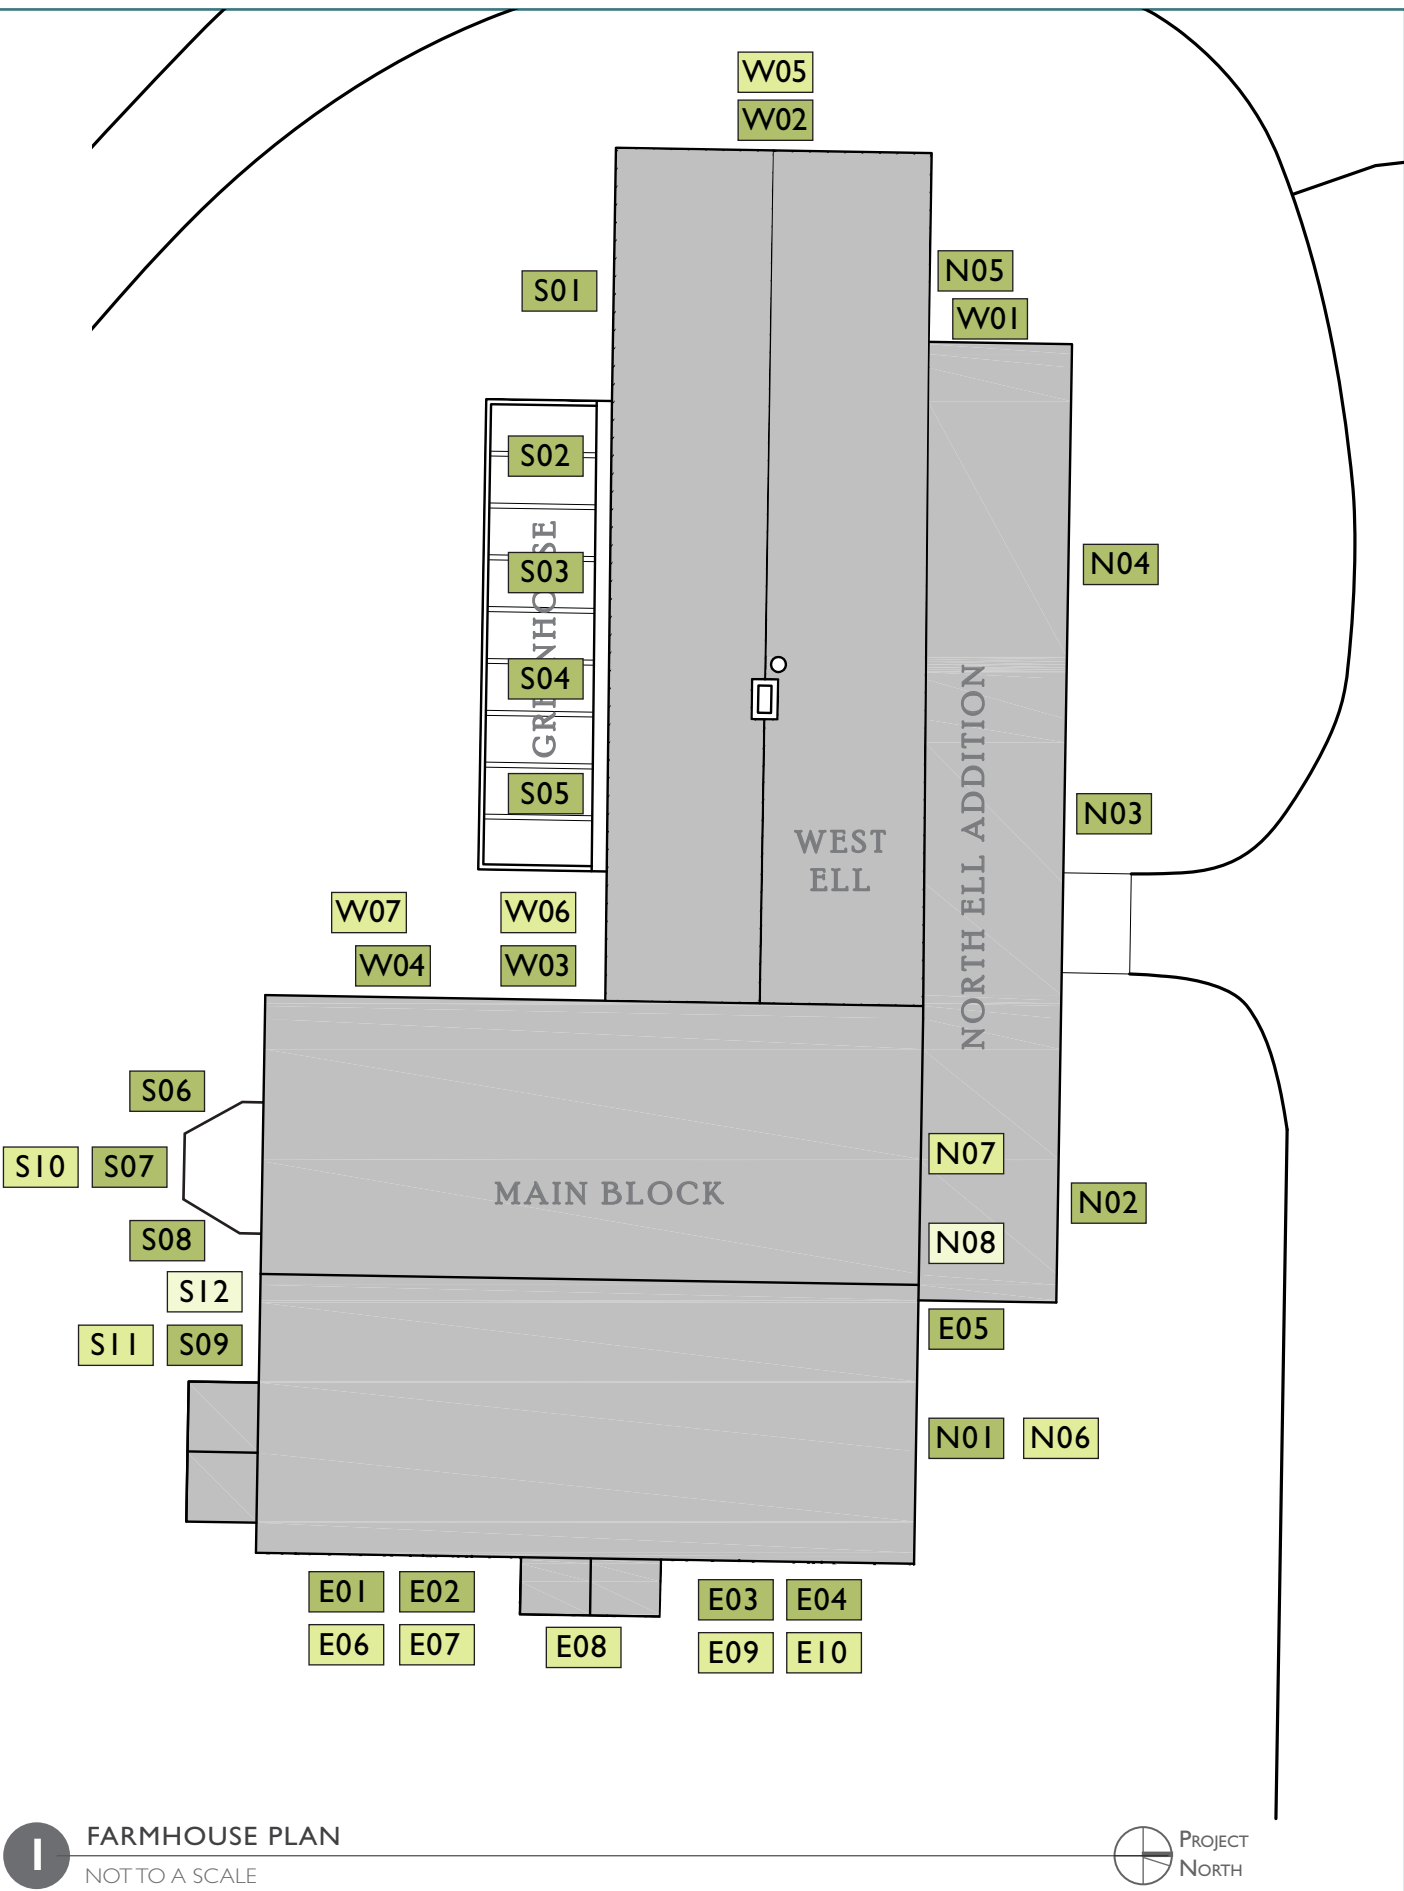 W05
W02
N05
S01
W01
S02
GREENHOUSE
S03
N04
S04
S05
N03
WEST
ELL
NORTH ELL ADDITION
W07 W06
W04 W03
S06
S10 S07
N07
MAIN BLOCK
N02
S08
N08
S12
E05
S11 S09
N01 N06
E01 E02
E03 E04
E06 E07
E08
E09 E10
1
FARMHOUSE PLAN
NOT TO A SCALE
PROJECT
NORTH